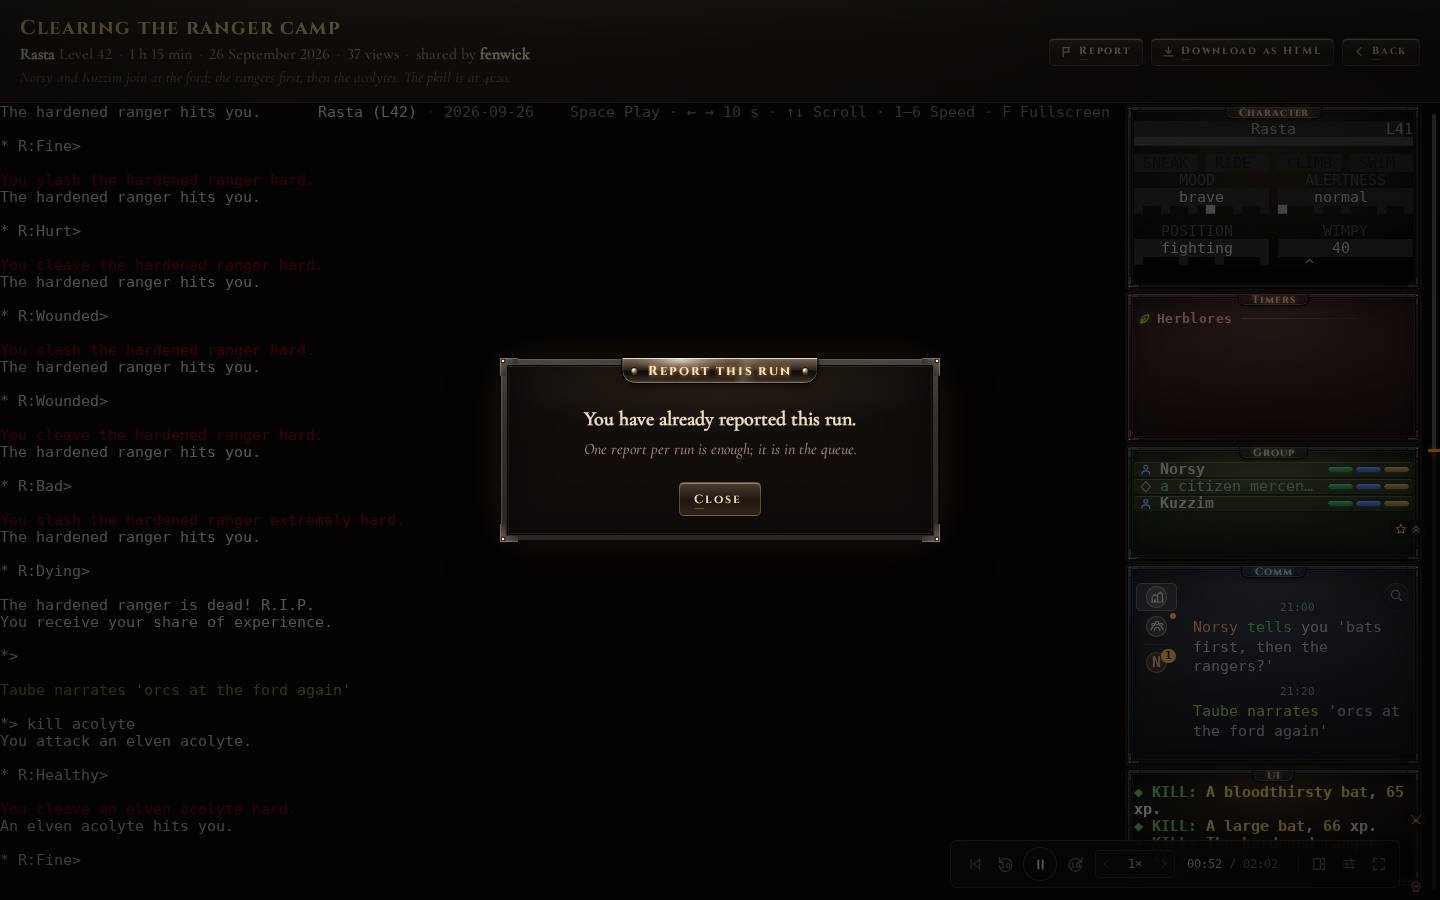 Clearing the ranger camp
Rasta Level 42 · 1 h 15 min · 26 September 2026 · 37 views · shared by fenwick
Norsy and Kuzzim join at the ford; the rangers first, then the acolytes. The pkill is at 41:20.
Report
Download as HTML
Back
The hardened ranger hits you.
Rasta (L42) · 2026-09-26 Space Play · ← → 10 s · ↑↓ Scroll · 1–6 Speed · F Fullscreen
* R:Fine>
You slash the hardened ranger hard.
The hardened ranger hits you.
* R:Hurt>
You cleave the hardened ranger hard.
The hardened ranger hits you.
* R:Wounded>
You slash the hardened ranger hard.
The hardened ranger hits you.
* R:Wounded>
You cleave the hardened ranger hard.
The hardened ranger hits you.
* R:Bad>
You slash the hardened ranger extremely hard.
The hardened ranger hits you.
* R:Dying>
The hardened ranger is dead! R.I.P.
You receive your share of experience.
*>
Taube narrates 'orcs at the ford again'
*> kill acolyte
You attack an elven acolyte.
* R:Healthy>
You cleave an elven acolyte hard.
An elven acolyte hits you.
* R:Fine>
Report this run
You have already reported this run.
One report per run is enough; it is in the queue.
Close
Character
Rasta L41
SNEAK RIDE CLIMB SWIM
MOOD ALERTNESS
brave normal
POSITION WIMPY
fighting 40
^
Timers
Herblores
Group
Norsy
a citizen mercen…
Kuzzim
Comm
21:00
Norsy tells you 'bats
first, then the
rangers?'
N 1
21:20
Taube narrates 'orcs at
the ford again'
UI
◆ KILL: A bloodthirsty bat, 65
xp.
◆ KILL: A large bat, 66 xp.
1×
00:52 / 02:02